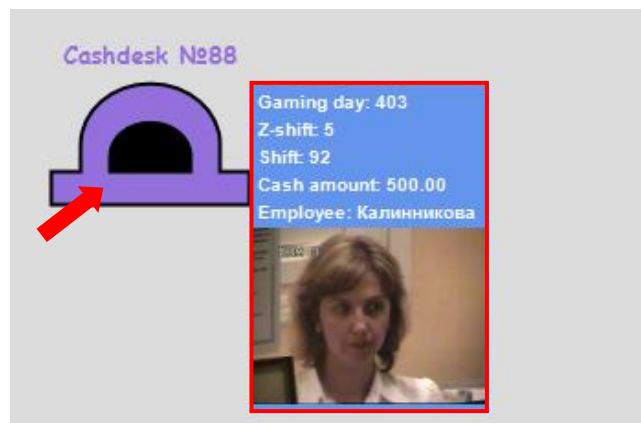 Cashdesk №88
Gaming day: 403
Z-shift: 5
Shift: 92
Cash amount: 500.00
Employee: Калинникова